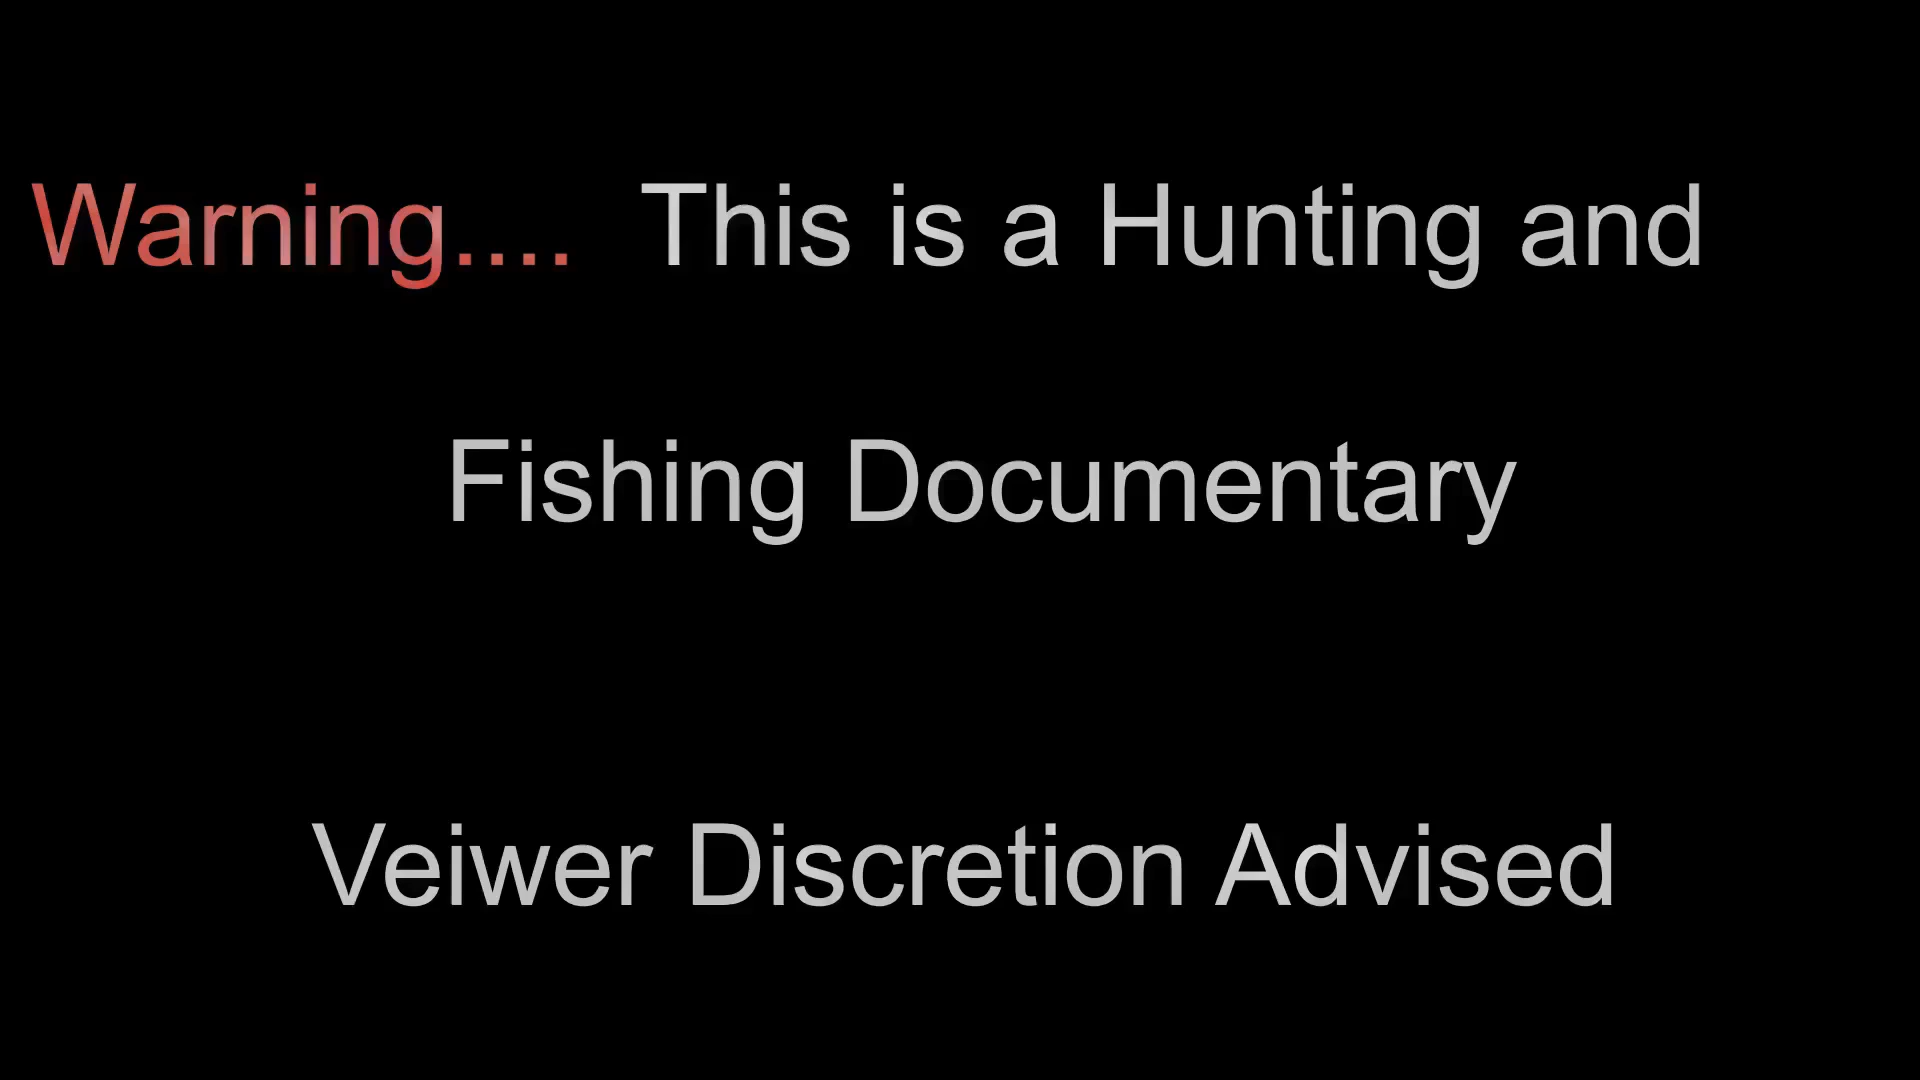 Warning.... This is a Hunting and
Fishing Documentary
Veiwer Discretion Advised